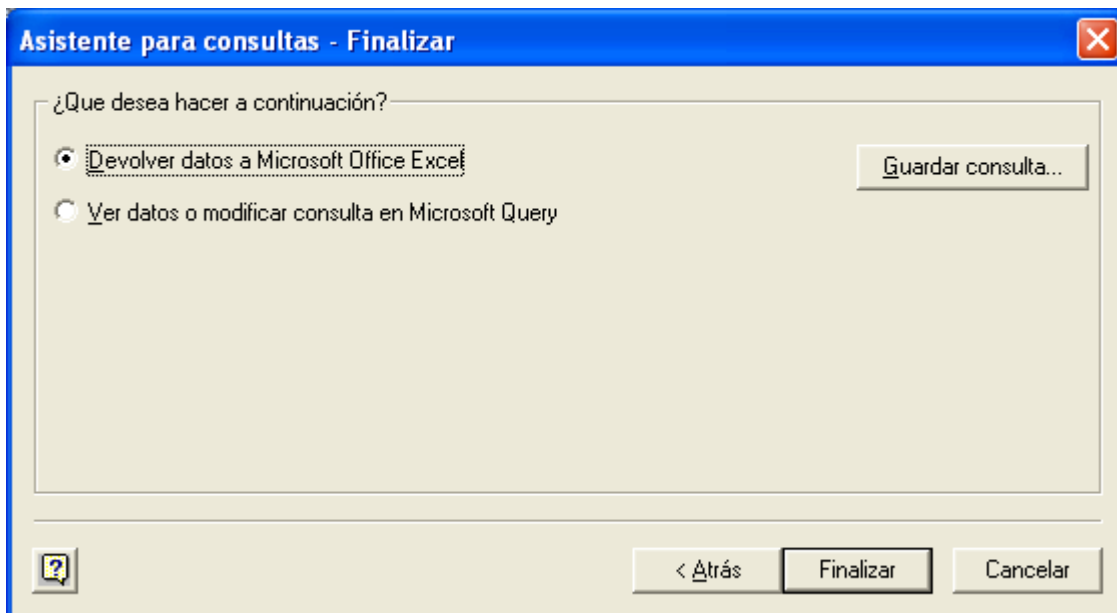 Asistente para consultas - Finalizar
¿Que desea hacer a continuación?
Devolver datos a Microsoft Office Excel
Guardar consulta...
Ver datos o modificar consulta en Microsoft Query
?
< Atrás
Finalizar
Cancelar